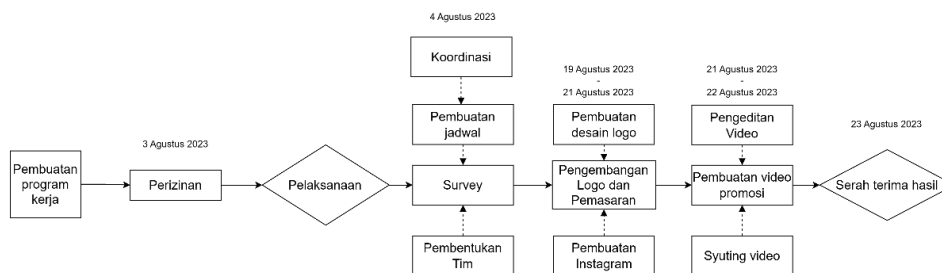 4 Agustus 2023
Koordinasi
19 Agustus 2023
-
21 Agustus 2023
21 Agustus 2023
-
22 Agustus 2023
Pembuatan
jadwal
Pembuatan
desain logo
Pengeditan
Video
3 Agustus 2023
23 Agustus 2023
Pembuatan
program
kerja
Perizinan
Pelaksanaan
Survey
Pengembangan
Logo dan
Pemasaran
Pembuatan video
promosi
Serah terima hasil
Pembentukan
Tim
Pembuatan
Instagram
Syuting video